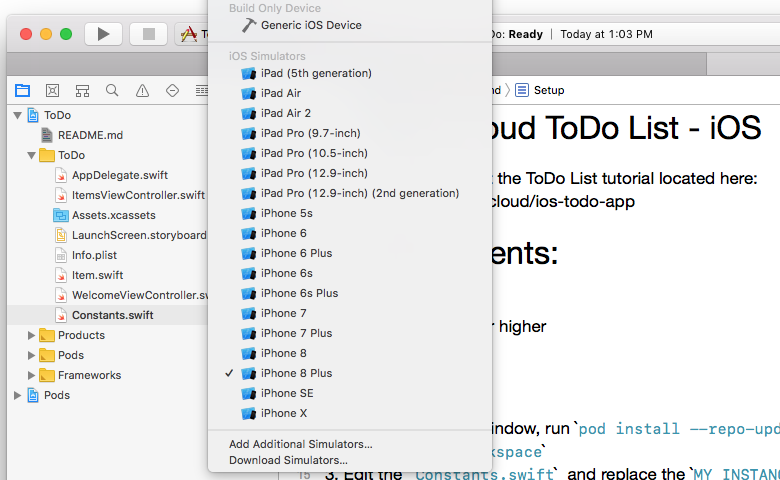 Build Only Device
Generic iOS Device
Do: Ready | Today at 1:03 PM
iOS Simulators
iPad (5th generation)
iPad Air
iPad Air 2
iPad Pro (9.7-inch)
iPad Pro (10.5-inch)
iPad Pro (12.9-inch)
iPad Pro (12.9-inch) (2nd generation)
iPhone 5s
iPhone 6
iPhone 6 Plus
iPhone 6s
iPhone 6s Plus
iPhone 7
iPhone 7 Plus
iPhone 8
iPhone 8 Plus
iPhone SE
iPhone X
Add Additional Simulators...
Download Simulators...
ToDo
README.md
ToDo
AppDelegate.swift
ItemsViewController.swift
Assets.xcassets
LaunchScreen.storyboard
Info.plist
Item.swift
WelcomeViewController.sw
Constants.swift
Products
Pods
Frameworks
Pods
nd > Setup
oud ToDo List - iOS
t the ToDo List tutorial located here:
cloud/ios-todo-app
ents:
r higher
indow, run `pod install --repo-upd
kspace`
15 3. Edit the `Constants.swift` and replace the `MY_INSTANC